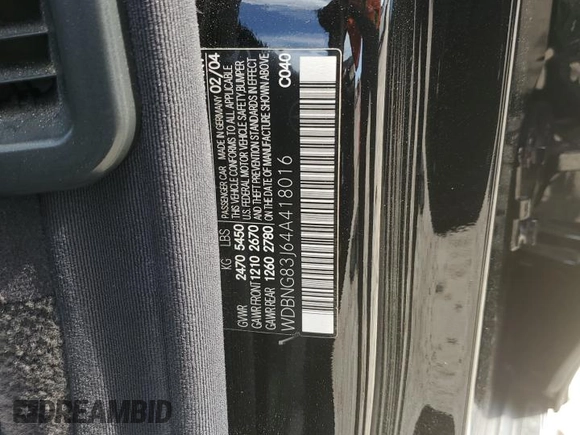 PASSENGER CAR MADE IN GERMANY 02/04
THIS VEHICLE CONFORMS TO ALL APPLICABLE
U.S. FEDERAL MOTOR VEHICLE SAFETY, BUMPER
AND THEFT PREVENTION STANDARDS IN EFFECT
ON THE DATE OF MANUFACTURE SHOWN ABOVE.
KG LBS
GVWR 2470 5450
GAWR.FRONT 1210 2670
GAWR.REAR 1260 2780
C040
WDBNG83J64A418016
DREAMBID